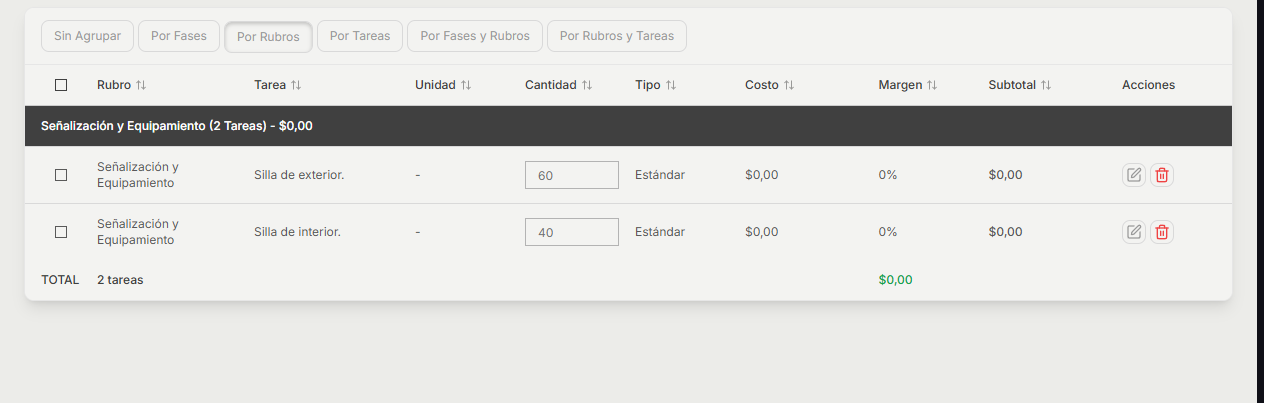 Sin Agrupar Por Fases Por Rubros Por Tareas Por Fases y Rubros Por Rubros y Tareas
Rubro Tarea Unidad Cantidad Tipo Costo Margen Subtotal Acciones
Señalización y Equipamiento (2 Tareas) - $0,00
Señalización y
Equipamiento
Silla de exterior. - 60 Estándar $0,00 0% $0,00
Señalización y
Equipamiento
Silla de interior. - 40 Estándar $0,00 0% $0,00
TOTAL 2 tareas $0,00